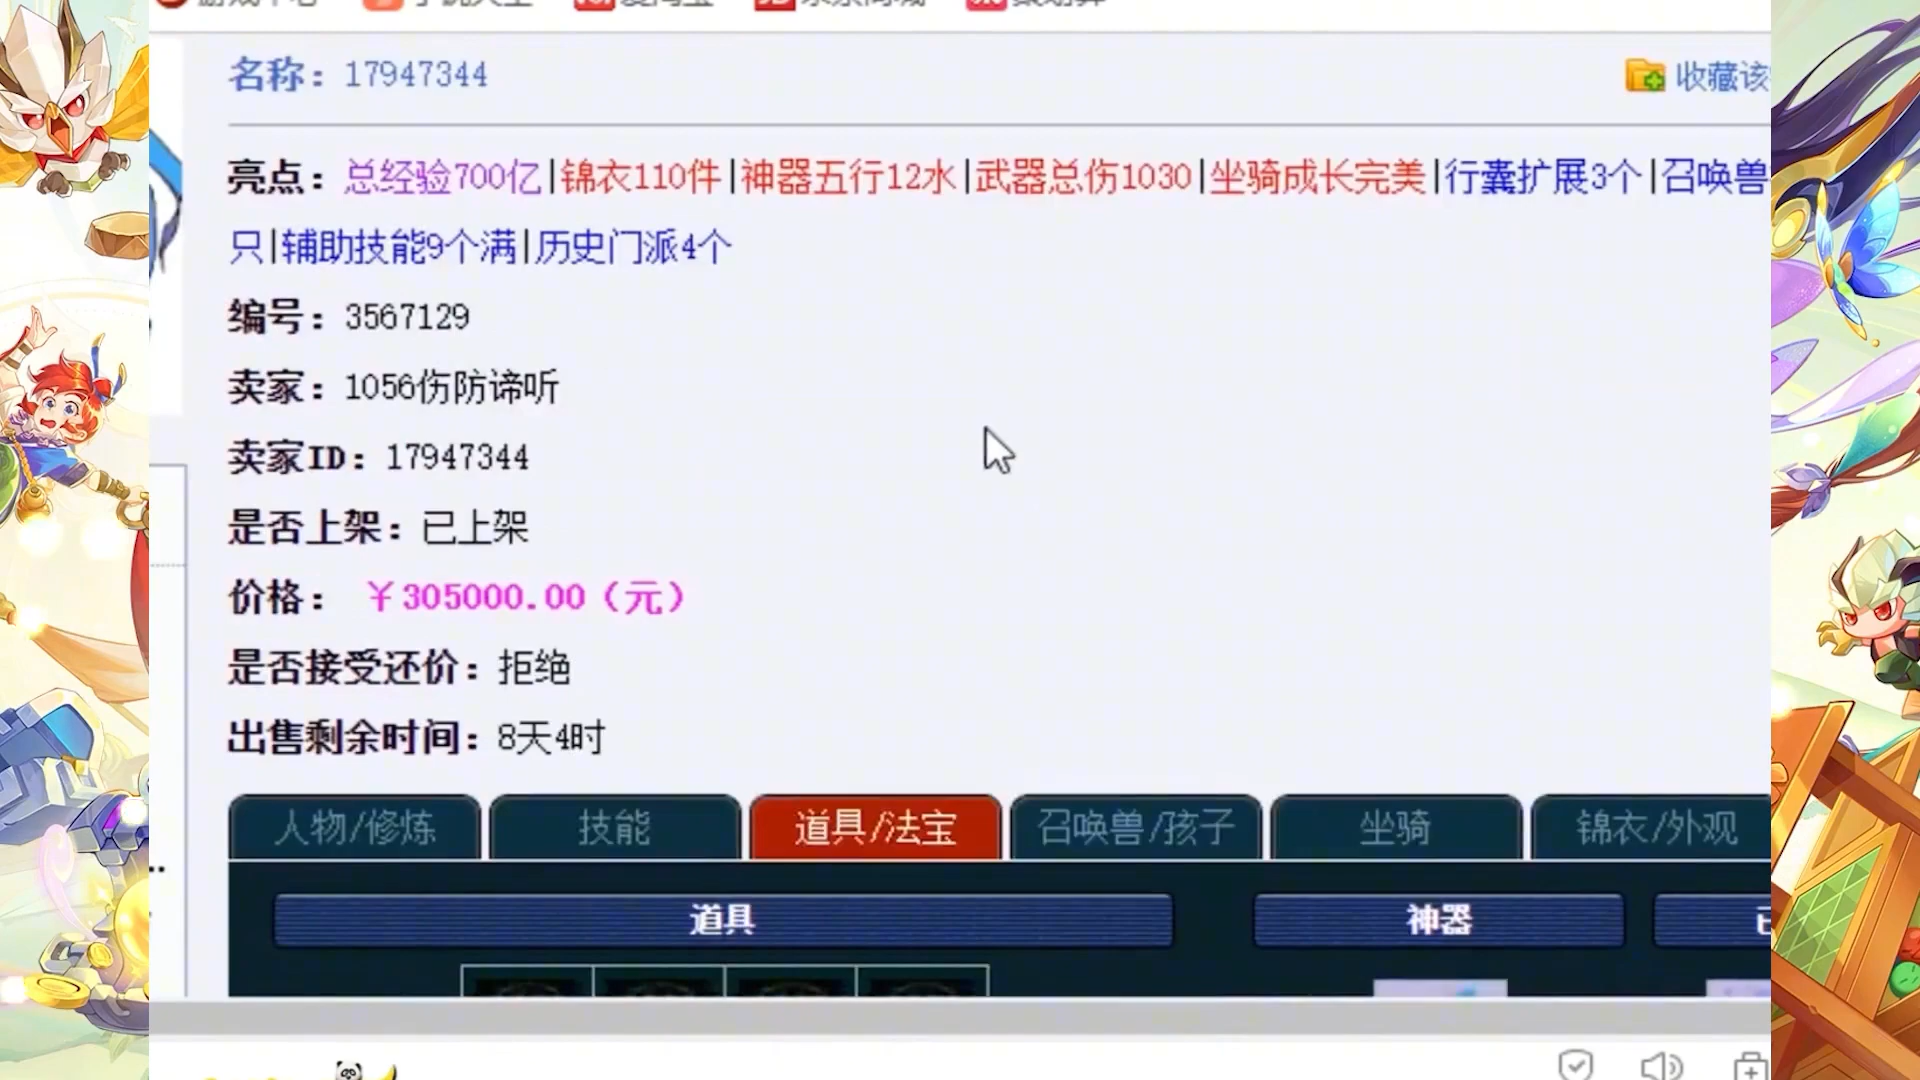 名称：17947344
收藏该
亮点：总经验700亿|锦衣110件|神器五行12水|武器总伤1030|坐骑成长完美|行囊扩展3个|召唤兽
只|辅助技能9个满|历史门派4个
编号：3567129
卖家：1056伤防谛听
卖家ID：17947344
是否上架：已上架
价格：￥305000.00（元）
是否接受还价：拒绝
出售剩余时间：8天4时
人物/修炼 技能 道具/法宝 召唤兽/孩子 坐骑 锦衣/外观
道具 神器